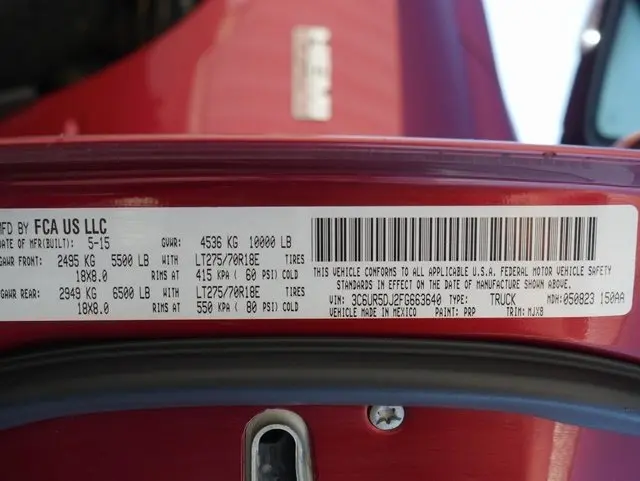 MFD BY FCA US LLC
DATE OF MFR(BUILT): 5-15 GVWR: 4536 KG 10000 LB
GAWR FRONT: 2495 KG 5500 LB WITH LT275/70R18E TIRES
18X8.0 RIMS AT 415 KPA ( 60 PSI) COLD
GAWR REAR: 2949 KG 6500 LB WITH LT275/70R18E TIRES
18X8.0 RIMS AT 550 KPA ( 80 PSI) COLD
THIS VEHICLE CONFORMS TO ALL APPLICABLE U.S.A. FEDERAL MOTOR VEHICLE SAFETY
STANDARDS IN EFFECT ON THE DATE OF MANUFACTURE SHOWN ABOVE.
VIN: 3C6UR5DJ2FG663640 TYPE: TRUCK MDH: 050823 150AA
VEHICLE MADE IN MEXICO PAINT: PRP TRIM: MJX8